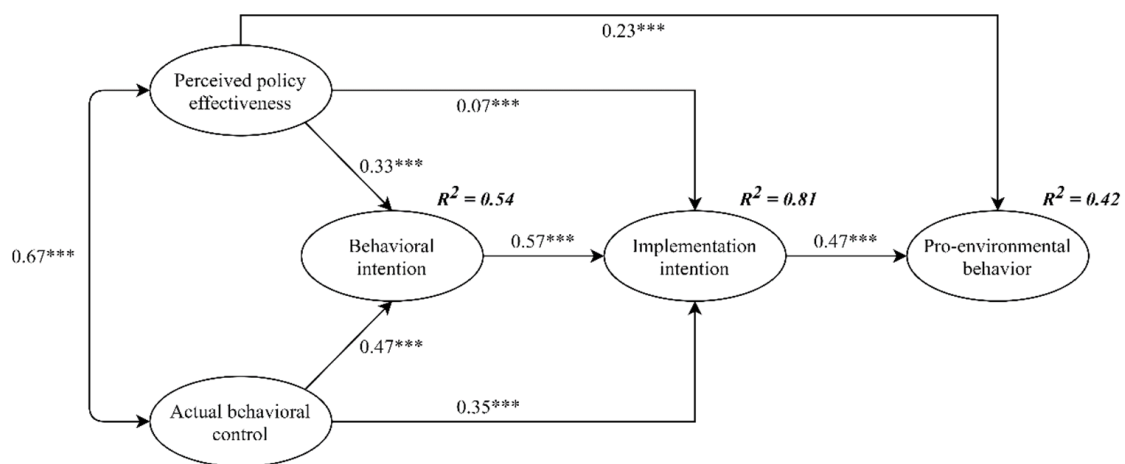 0.23***
Perceived policy
effectiveness
0.07***
0.33***
R² = 0.54
R² = 0.81
R² = 0.42
0.67***
Behavioral
intention
0.57***
Implementation
intention
0.47***
Pro-environmental
behavior
0.47***
Actual behavioral
control
0.35***